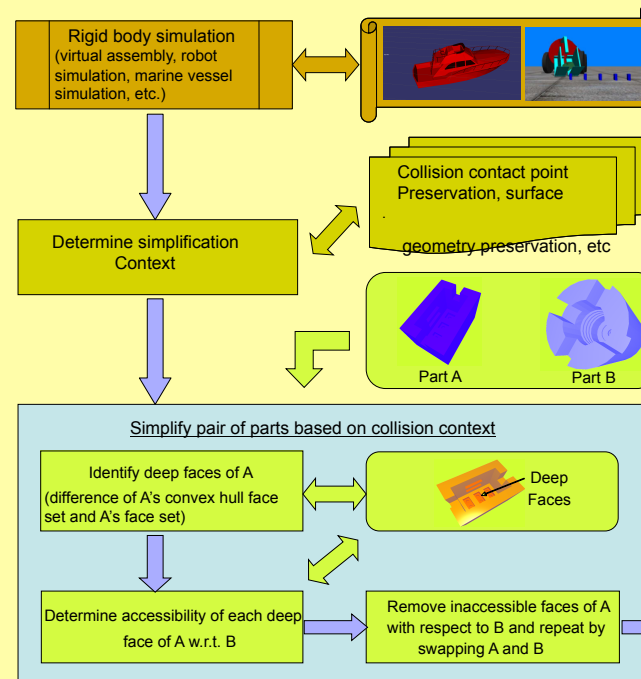 Rigid body simulation
(virtual assembly, robot
simulation, marine vessel
simulation, etc.)
Collision contact point
Preservation, surface
.
geometry preservation, etc
Determine simplification
Context
Part A
Part B
Simplify pair of parts based on collision context
Identify deep faces of A
(difference of A's convex hull face
set and A's face set)
Deep
Faces
Determine accessibility of each deep
face of A w.r.t. B
Remove inaccessible faces of A
with respect to B and repeat by
swapping A and B